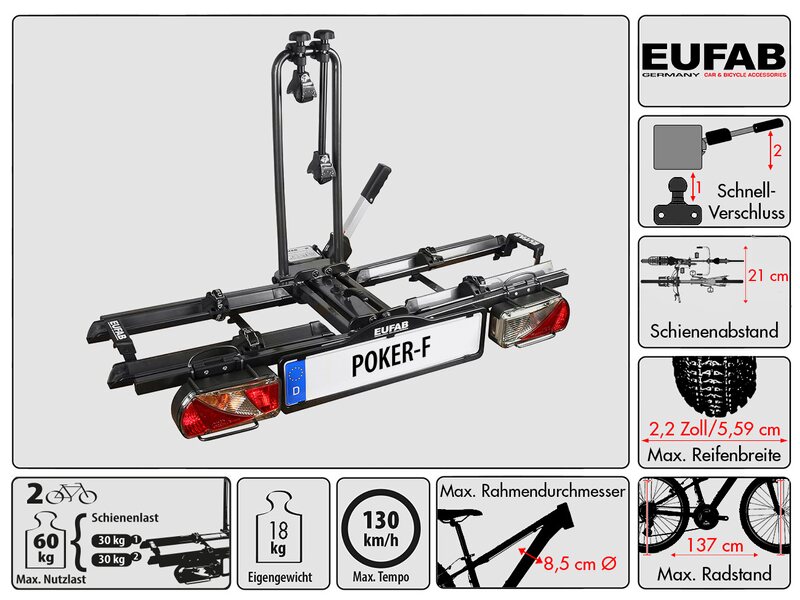 EUFAB
POKER-F
D
EUFAB
GERMANY CAR & BICYCLE ACCESSORIES
2
1
Schnell-
Verschluss
21 cm
Schienenabstand
2,2 Zoll/5,59 cm
Max. Reifenbreite
2
60
kg
Max. Nutzlast
Schienenlast
30 kg 1
30 kg 2
18
kg
Eigengewicht
130
km/h
Max. Tempo
Max. Rahmendurchmesser
8,5 cm Ø
137 cm
Max. Radstand